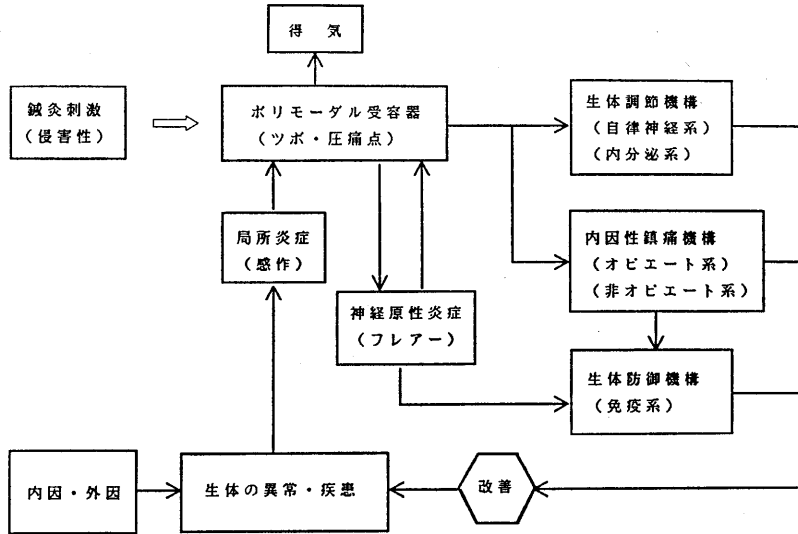 得 気
鍼灸刺激
(侵害性)
ポリモーダル受容器
(ツボ・圧痛点)
生体調節機構
(自律神経系)
(内分泌系)
局所炎症
(感作)
内因性鎮痛機構
(オピエート系)
(非オピエート系)
神経原性炎症
(フレアー)
生体防御機構
(免疫系)
内因・外因
生体の異常・疾患
改善